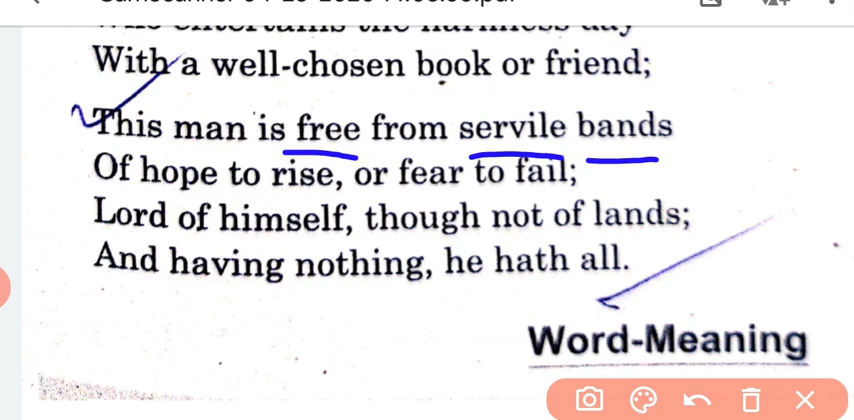 With a well-chosen book or friend;
This man is free from servile bands
Of hope to rise, or fear to fail;
Lord of himself, though not of lands;
And having nothing, he hath all.
Word-Meaning